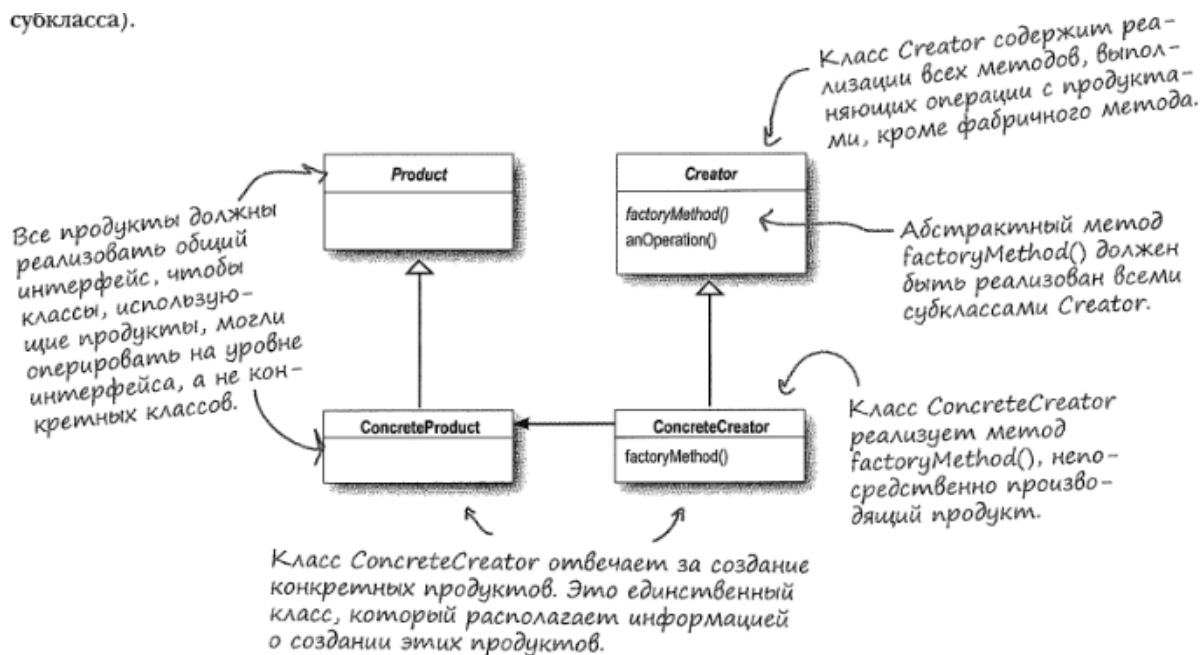 субкласса).
Класс Creator содержит реа-
лизации всех методов, выпол-
няющих операции с продукта-
ми, кроме фабричного метода.
Product
Creator
factoryMethod()
anOperation()
Все продукты должны
реализовать общий
интерфейс, чтобы
классы, использую-
щие продукты, могли
оперировать на уровне
интерфейса, а не кон-
кретных классов.
Абстрактный метод
factoryMethod() должен
быть реализован всеми
субклассами Creator.
ConcreteProduct
ConcreteCreator
factoryMethod()
Класс ConcreteCreator
реализует метод
factoryMethod(), непо-
средственно произво-
дящий продукт.
Класс ConcreteCreator отвечает за создание
конкретных продуктов. Это единственный
класс, который располагает информацией
о создании этих продуктов.